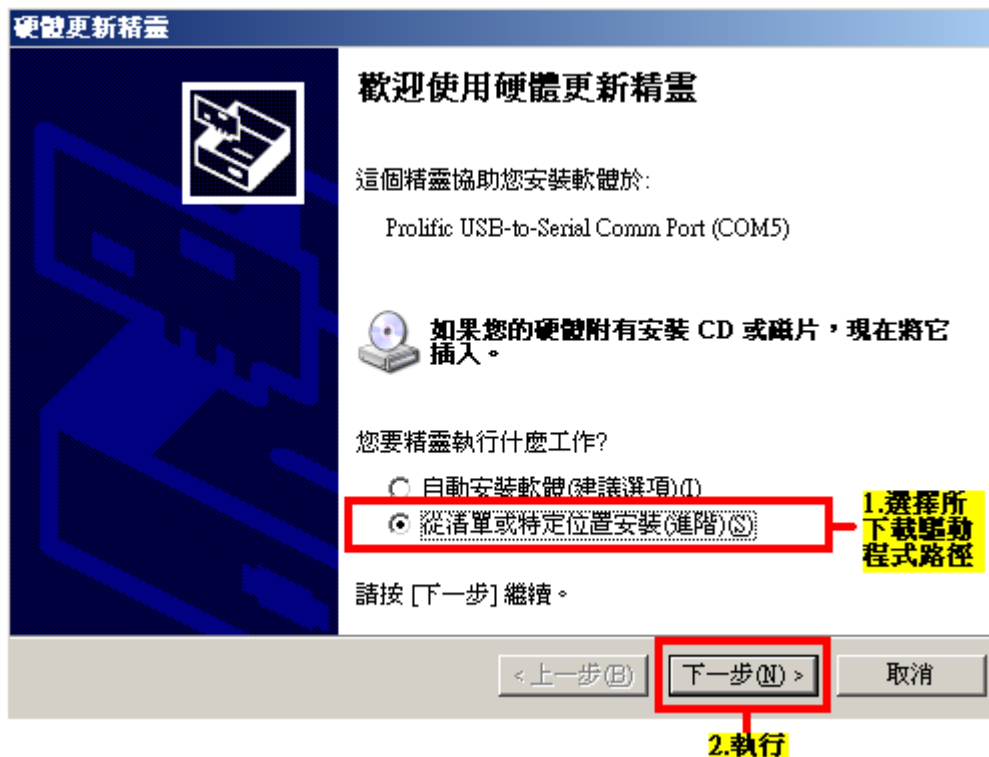 硬體更新精靈
歡迎使用硬體更新精靈
這個精靈協助您安裝軟體於:
Prolific USB-to-Serial Comm Port (COM5)
如果您的硬體附有安裝 CD 或磁片，現在將它
插入。
您要精靈執行什麼工作?
自動安裝軟體(建議選項)(I)
從清單或特定位置安裝(進階)(S)
1.選擇所
下載驅動
程式路徑
請按 [下一步] 繼續。
< 上一步(B)
下一步(N) >
取消
2.執行